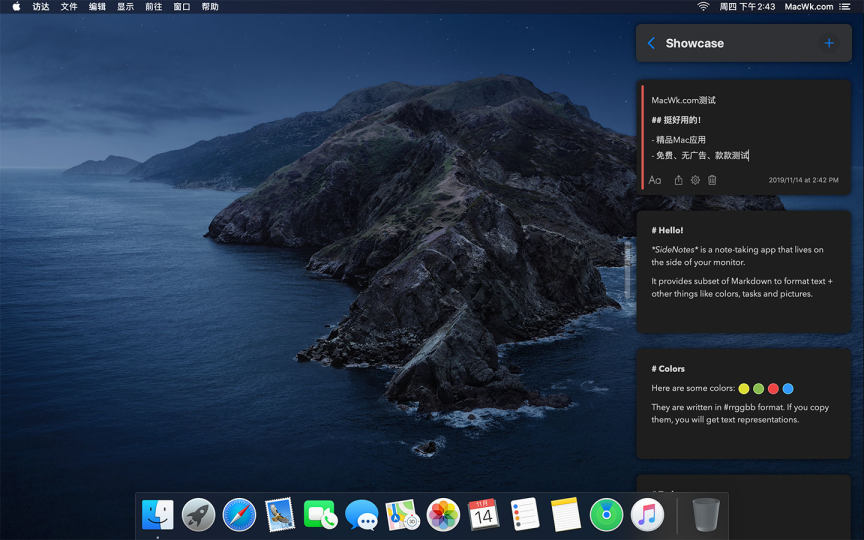 访达 文件 编辑 显示 前往 窗口 帮助
周四 下午2:43 MacWk.com
Showcase
MacWk.com测试
## 挺好用的！
- 精品Mac应用
- 免费、无广告、款款测试
Aa
2019/11/14 at 2:42 PM
# Hello!
*SideNotes* is a note-taking app that lives on
the side of your monitor.
It provides subset of Markdown to format text +
other things like colors, tasks and pictures.
# Colors
Here are some colors:
They are written in #rrggbb format. If you copy
them, you will get text representations.
11月
14
3D